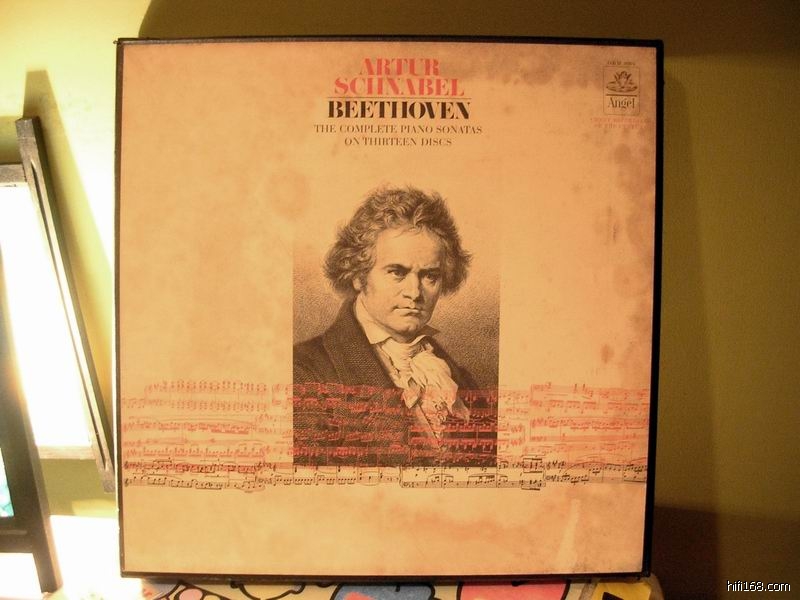 ARTUR
SCHNABEL
BEETHOVEN
THE COMPLETE PIANO SONATAS
ON THIRTEEN DISCS
Angel
hifi168.com